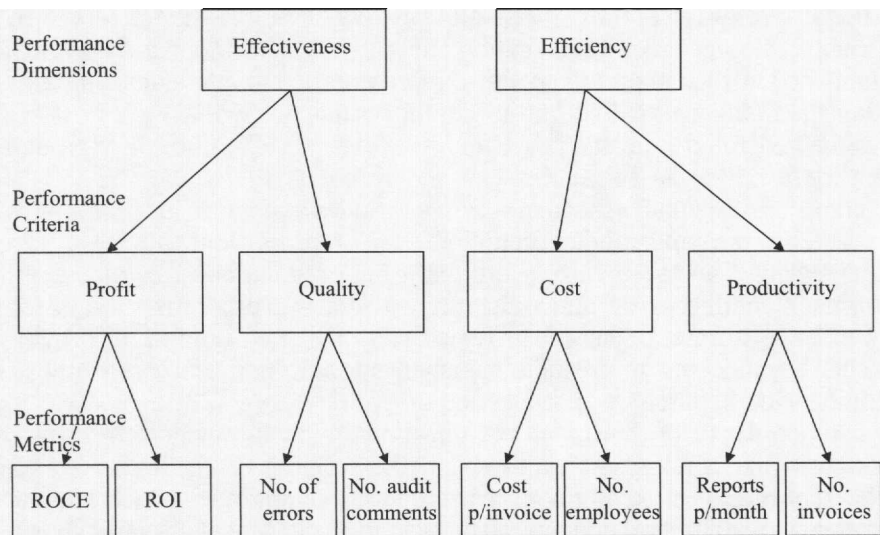 Performance
Dimensions
Effectiveness
Efficiency
Performance
Criteria
Profit
Quality
Cost
Productivity
Performance
Metrics
ROCE
ROI
No. of
errors
No. audit
comments
Cost
p/invoice
No.
employees
Reports
p/month
No.
invoices